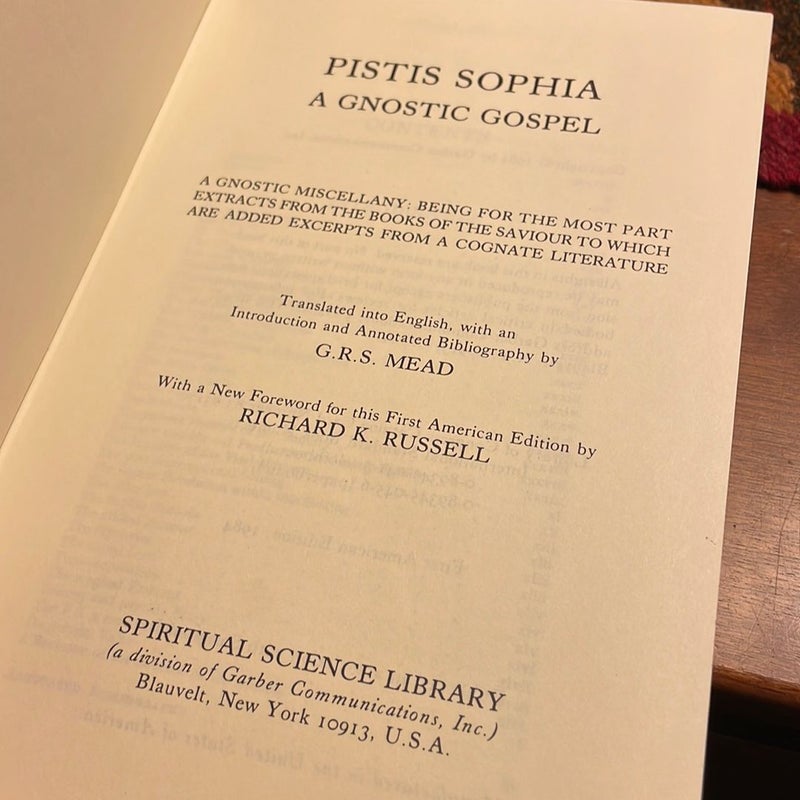 PISTIS SOPHIA
A GNOSTIC GOSPEL
A GNOSTIC MISCELLANY: BEING FOR THE MOST PART
EXTRACTS FROM THE BOOKS OF THE SAVIOUR TO WHICH
ARE ADDED EXCERPTS FROM A COGNATE LITERATURE
Translated into English, with an
Introduction and Annotated Bibliography by
G.R.S. MEAD
With a New Foreword for this First American Edition by
RICHARD K. RUSSELL
SPIRITUAL SCIENCE LIBRARY
(a division of Garber Communications, Inc.)
Blauvelt, New York 10913, U.S.A.